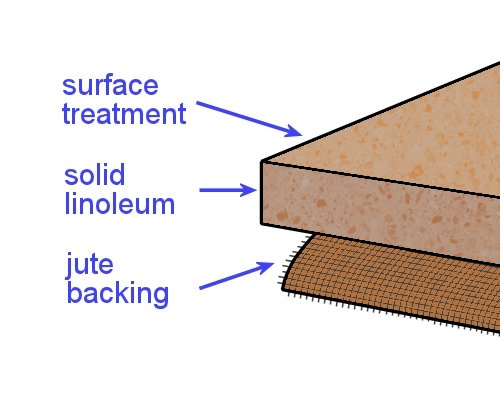 surface
treatment
solid
linoleum
jute
backing